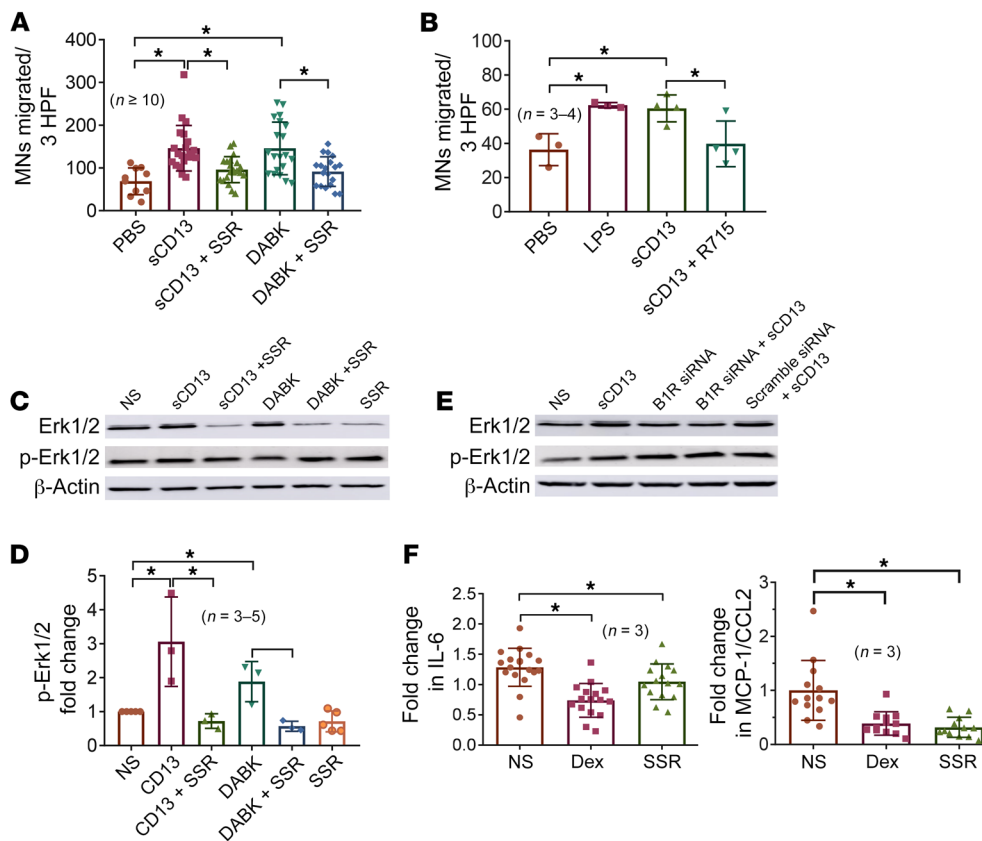 A
MNs migrated/
3 HPF
400
300
200
100
0
(n ≥ 10)
*
*
*
*
PBS
sCD13
sCD13 + SSR
DABK
DABK + SSR
B
MNs migrated/
3 HPF
100
80
60
40
20
0
(n = 3–4)
*
*
*
PBS
LPS
sCD13
sCD13 + R715
C
NS
sCD13
sCD13 +SSR
DABK
DABK +SSR
SSR
Erk1/2
p-Erk1/2
β-Actin
E
NS
sCD13
B1R siRNA
B1R siRNA + sCD13
Scramble siRNA
+ sCD13
Erk1/2
p-Erk1/2
β-Actin
D
p-Erk1/2
fold change
5
4
3
2
1
0
*
*
*
(n = 3–5)
NS
CD13
CD13 + SSR
DABK
DABK + SSR
SSR
F
Fold change
in IL-6
2.5
2.0
1.5
1.0
0.5
0.0
*
*
(n = 3)
NS
Dex
SSR
Fold change
in MCP-1/CCL2
3
2
1
0
*
*
(n = 3)
NS
Dex
SSR